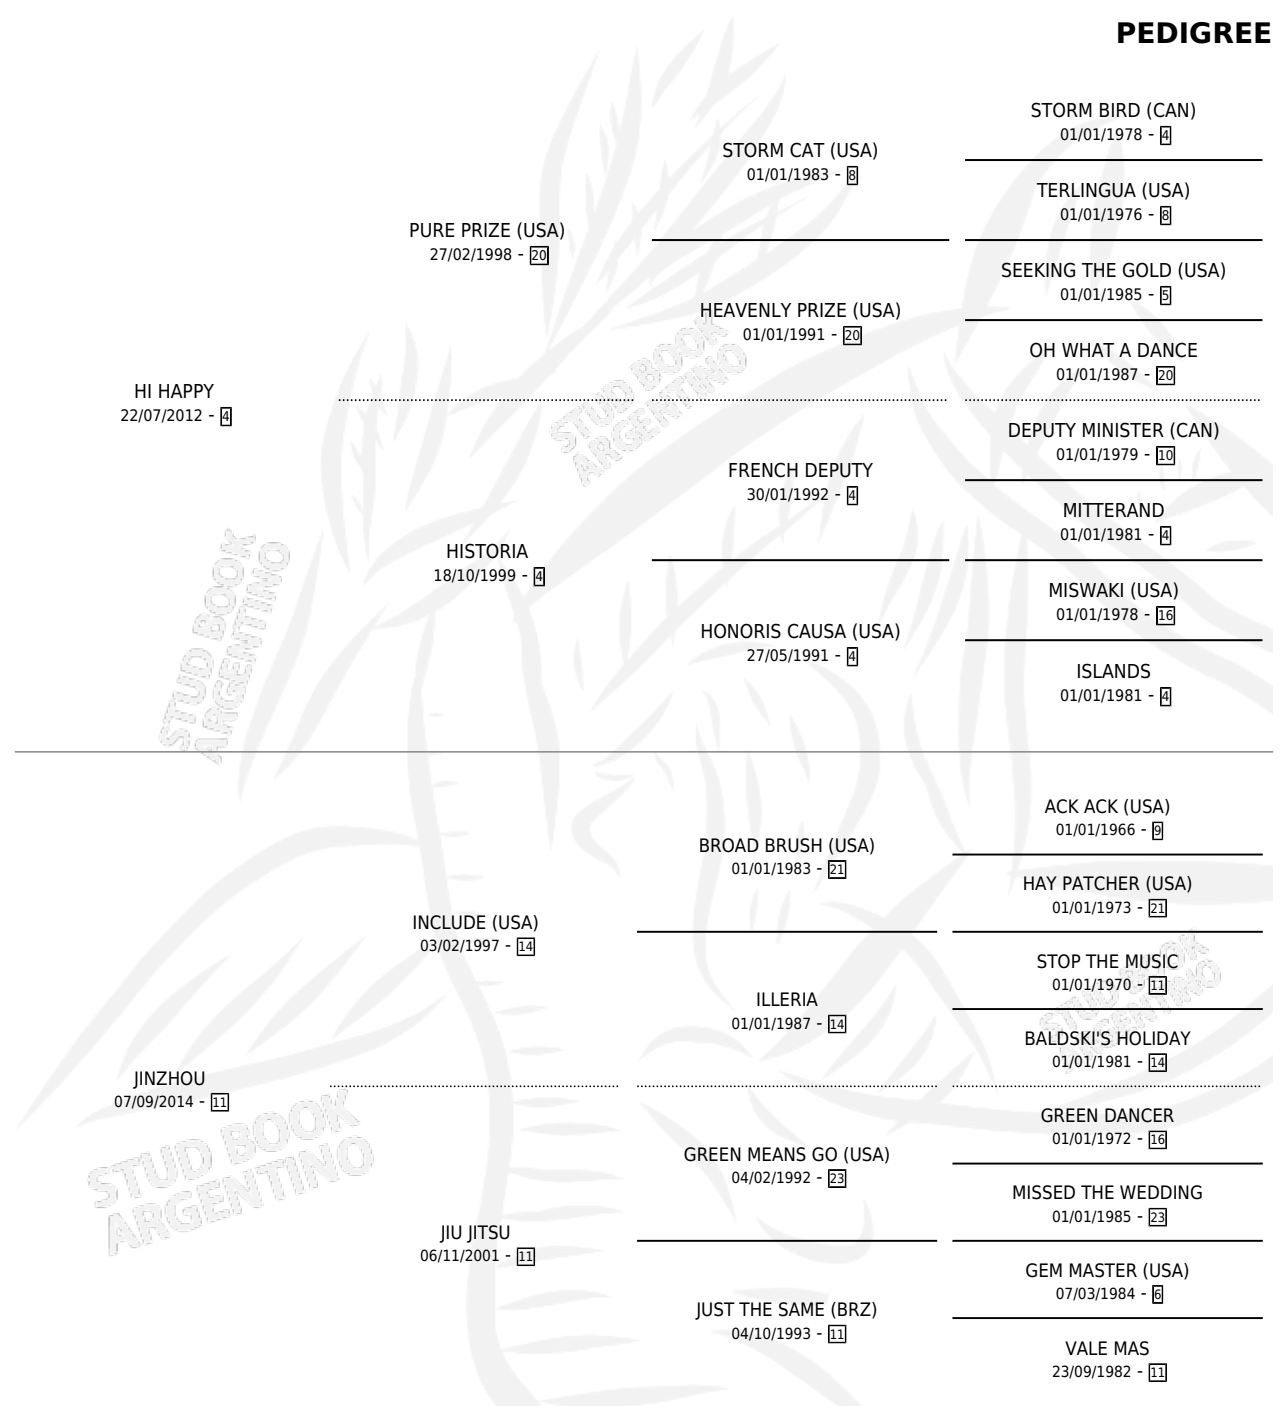 PEDIGREE
STORM BIRD (CAN)
01/01/1978 - 4
STORM CAT (USA)
01/01/1983 - 8
TERLINGUA (USA)
01/01/1976 - 8
PURE PRIZE (USA)
27/02/1998 - 20
SEEKING THE GOLD (USA)
01/01/1985 - 5
HEAVENLY PRIZE (USA)
01/01/1991 - 20
OH WHAT A DANCE
01/01/1987 - 20
HI HAPPY
22/07/2012 - 4
STUD BOOK
ARGENTINO
DEPUTY MINISTER (CAN)
01/01/1979 - 10
FRENCH DEPUTY
30/01/1992 - 4
MITTERAND
01/01/1981 - 4
HISTORIA
18/10/1999 - 4
MISWAKI (USA)
01/01/1978 - 16
HONORIS CAUSA (USA)
27/05/1991 - 4
ISLANDS
01/01/1981 - 4
STUD BOOK
ARGENTINO
ACK ACK (USA)
01/01/1966 - 9
BROAD BRUSH (USA)
01/01/1983 - 21
HAY PATCHER (USA)
01/01/1973 - 21
INCLUDE (USA)
03/02/1997 - 14
STOP THE MUSIC
01/01/1970 - 11
ILLERIA
01/01/1987 - 14
STUD BOOK
ARGENTINO
BALDSKI'S HOLIDAY
01/01/1981 - 14
JINZHOU
07/09/2014 - 11
STUD BOOK
ARGENTINO
GREEN DANCER
01/01/1972 - 16
GREEN MEANS GO (USA)
04/02/1992 - 23
MISSED THE WEDDING
01/01/1985 - 23
JIU JITSU
06/11/2001 - 11
GEM MASTER (USA)
07/03/1984 - 6
JUST THE SAME (BRZ)
04/10/1993 - 11
VALE MAS
23/09/1982 - 11